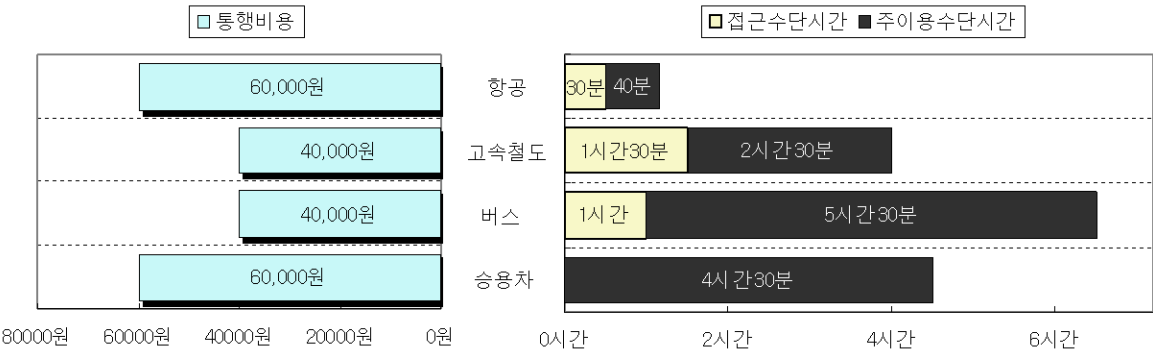 통행비용
접근수단시간 주이용수단시간
60,000원 항공 30분 40분
40,000원 고속철도 1시간30분 2시간30분
40,000원 버스 1시간 5시간30분
60,000원 승용차 4시간30분
80000원 60000원 40000원 20000원 0원
0시간 2시간 4시간 6시간